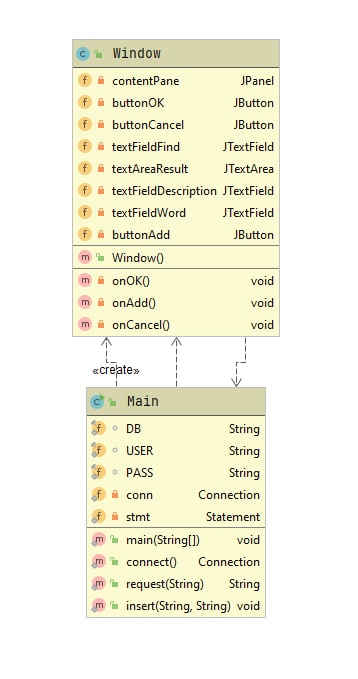 Window
contentPane JPanel
buttonOK JButton
buttonCancel JButton
textFieldFind JTextField
textAreaResult JTextArea
textFieldDescription JTextField
textFieldWord JTextField
buttonAdd JButton
Window()
onOK() void
onAdd() void
onCancel() void
«create»
Main
DB String
USER String
PASS String
conn Connection
stmt Statement
main(String[]) void
connect() Connection
request(String) String
insert(String, String) void